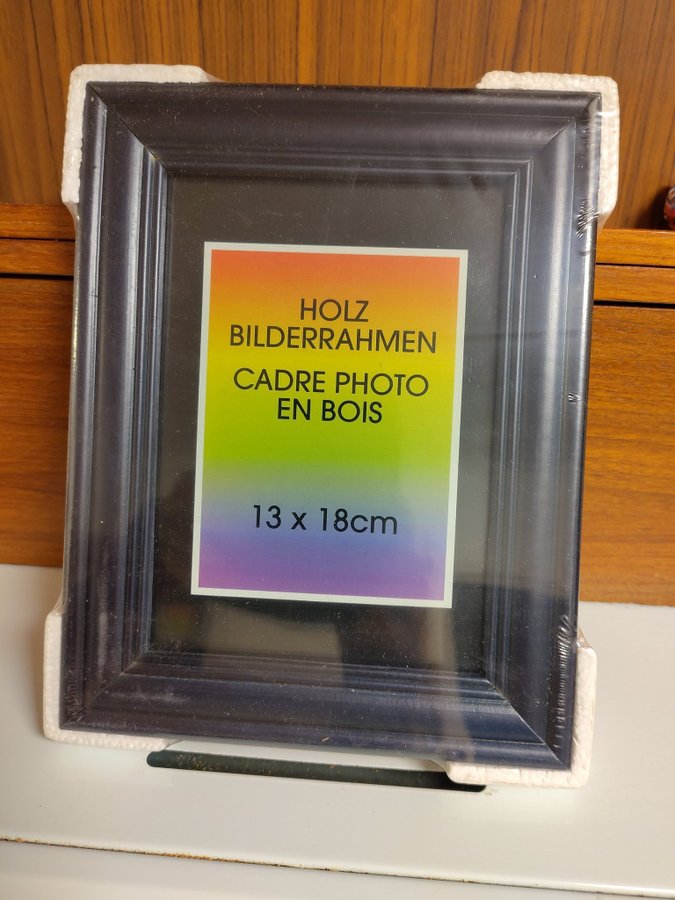 HOLZ
BILDERRAHMEN
CADRE PHOTO
EN BOIS
13 x 18cm